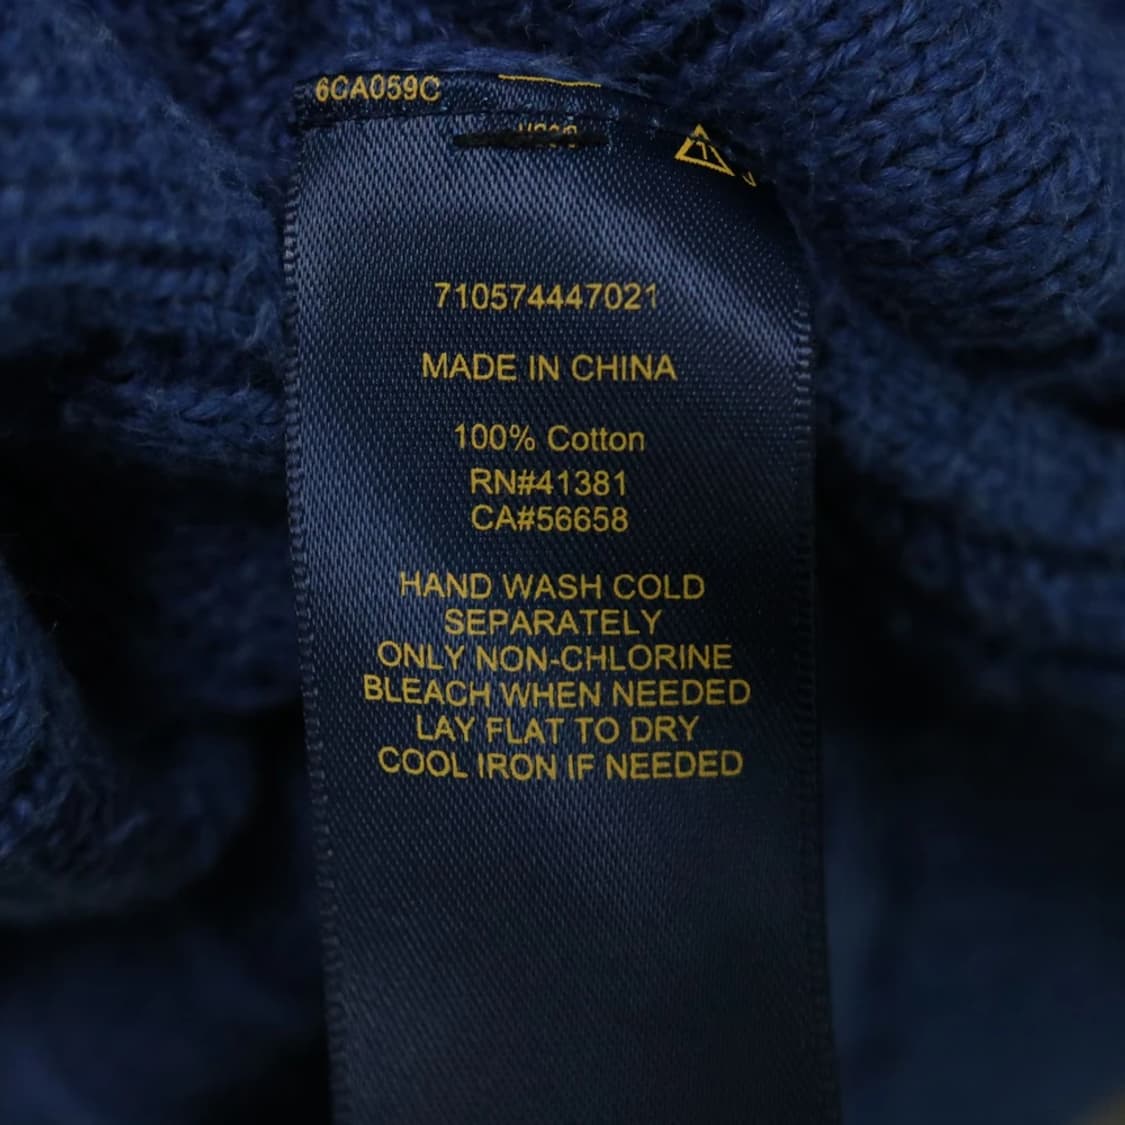 6CA059C
710574447021
MADE IN CHINA
100% Cotton
RN#41381
CA#56658
HAND WASH COLD
SEPARATELY
ONLY NON-CHLORINE
BLEACH WHEN NEEDED
LAY FLAT TO DRY
COOL IRON IF NEEDED